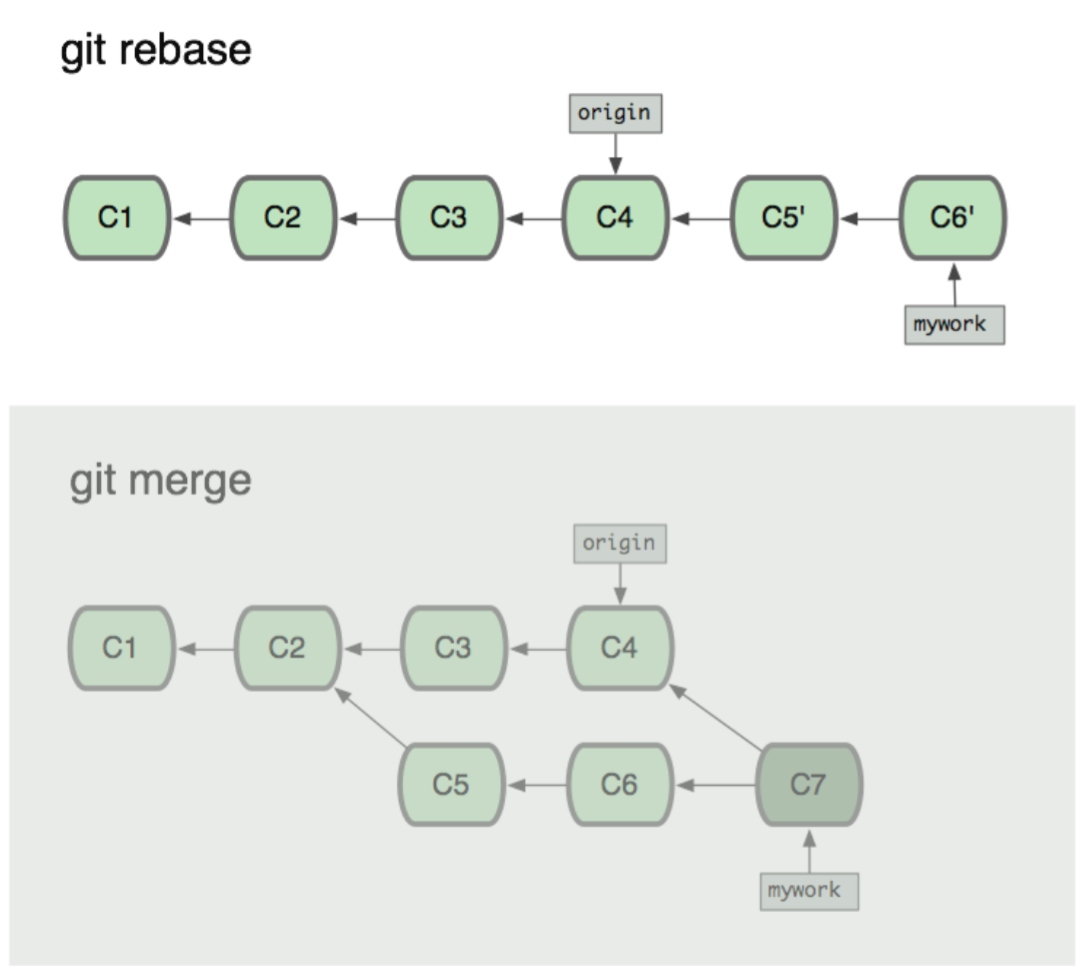 git rebase
origin
C1 C2 C3 C4 C5' C6'
mywork
git merge
origin
C1 C2 C3 C4
C5 C6 C7
mywork